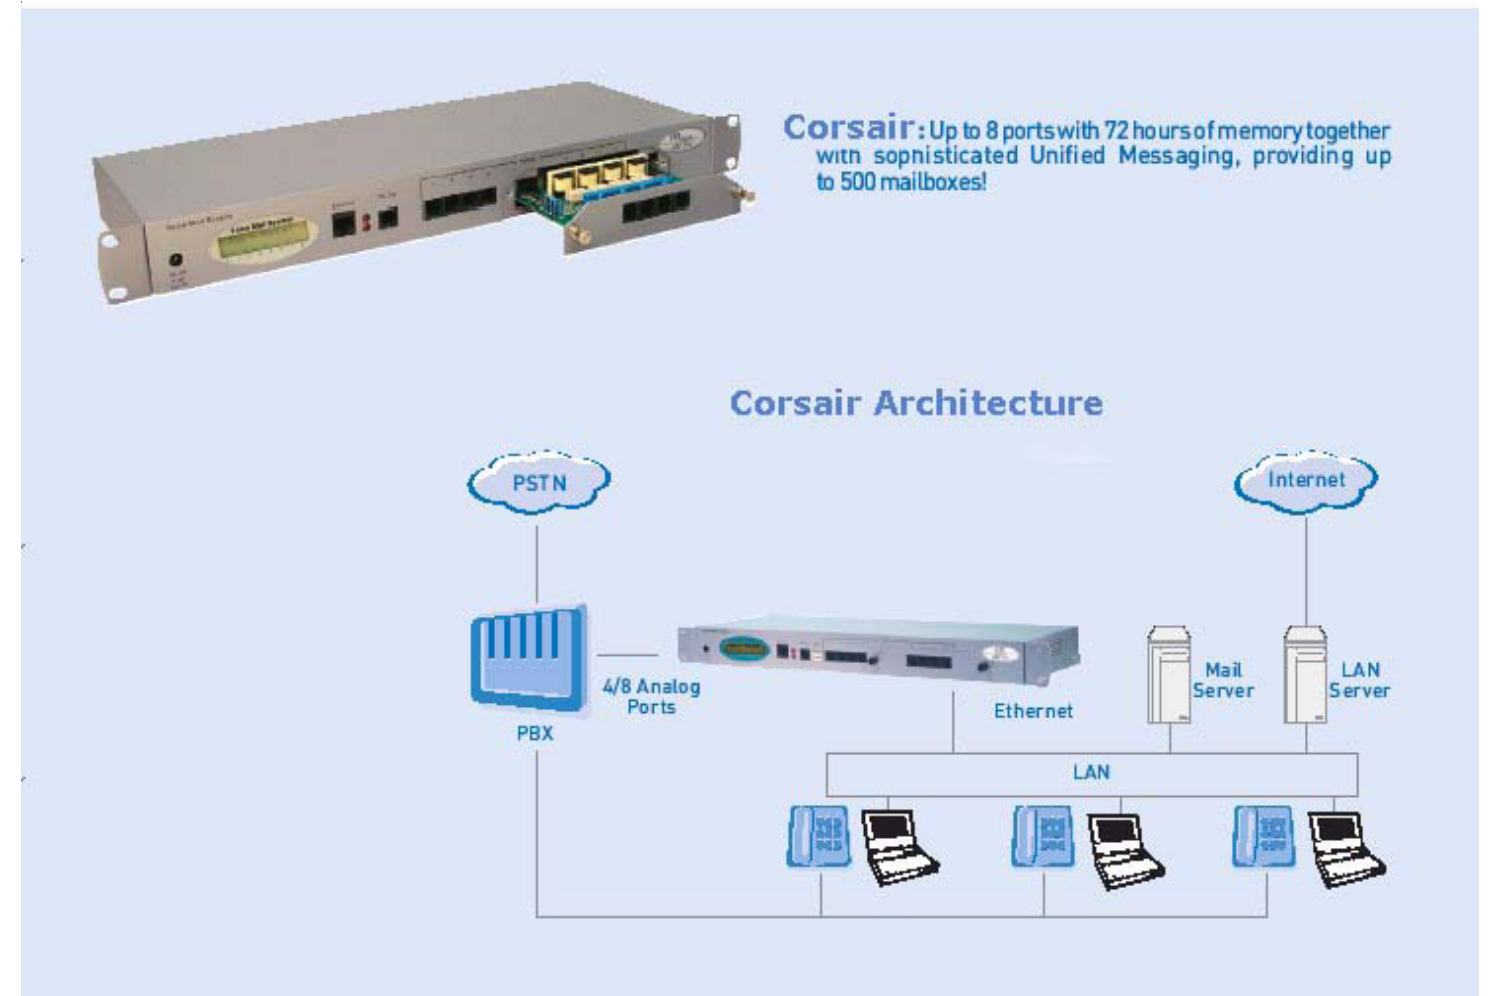 Corsair: Up to 8 ports with 72 hours of memory together
with sophisticated Unified Messaging, providing up
to 500 mailboxes!
Corsair Architecture
PSTN
Internet
4/8 Analog
Ports
PBX
Ethernet
Mail
Server
LAN
Server
LAN